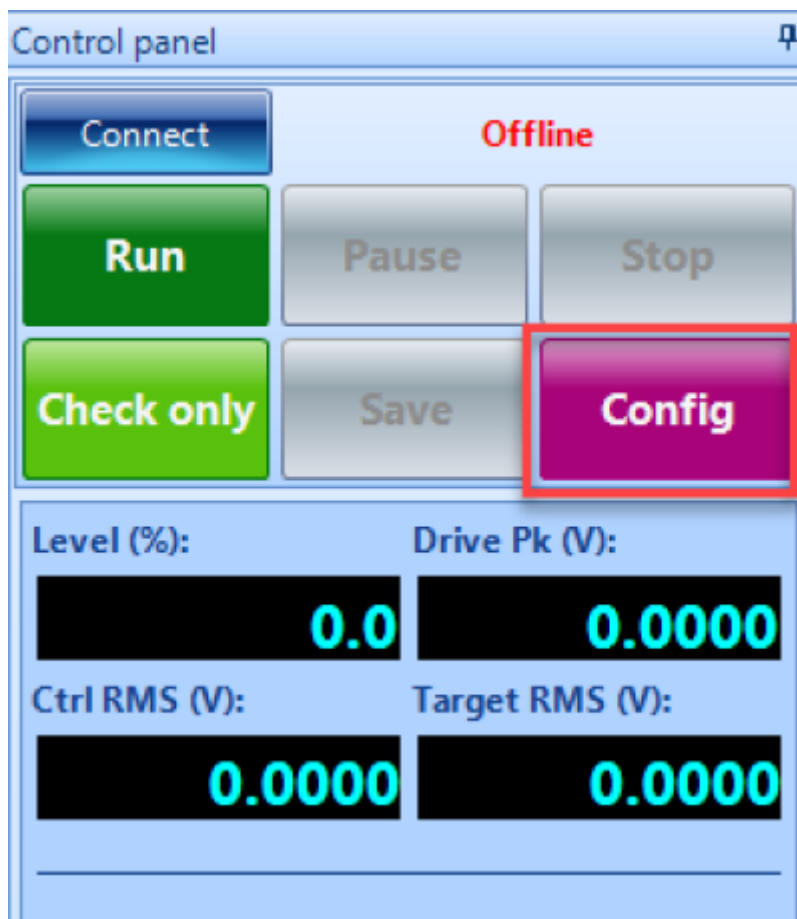 Control panel
Connect Offline
Run Pause Stop
Check only Save Config
Level (%): Drive Pk (V):
0.0 0.0000
Ctrl RMS (V): Target RMS (V):
0.0000 0.0000